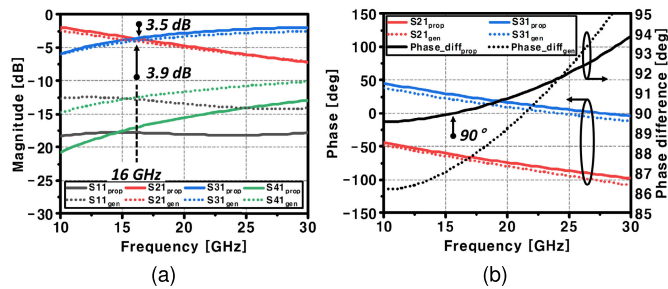 0
-5
-10
-15
-20
-25
-30
Magnitude [dB]
3.5 dB
3.9 dB
16 GHz
S11prop S21prop S31prop S41prop
S11gen S21gen S31gen S41gen
10 15 20 25 30
Frequency [GHz]
(a)
150
100
50
0
-50
-100
-150
Phase [deg]
S21prop S31prop
S21gen S31gen
Phase_diffprop Phase_diffgen
90°
95
94
93
92
91
90
89
88
87
86
85
Phase difference [deg]
10 15 20 25 30
Frequency [GHz]
(b)